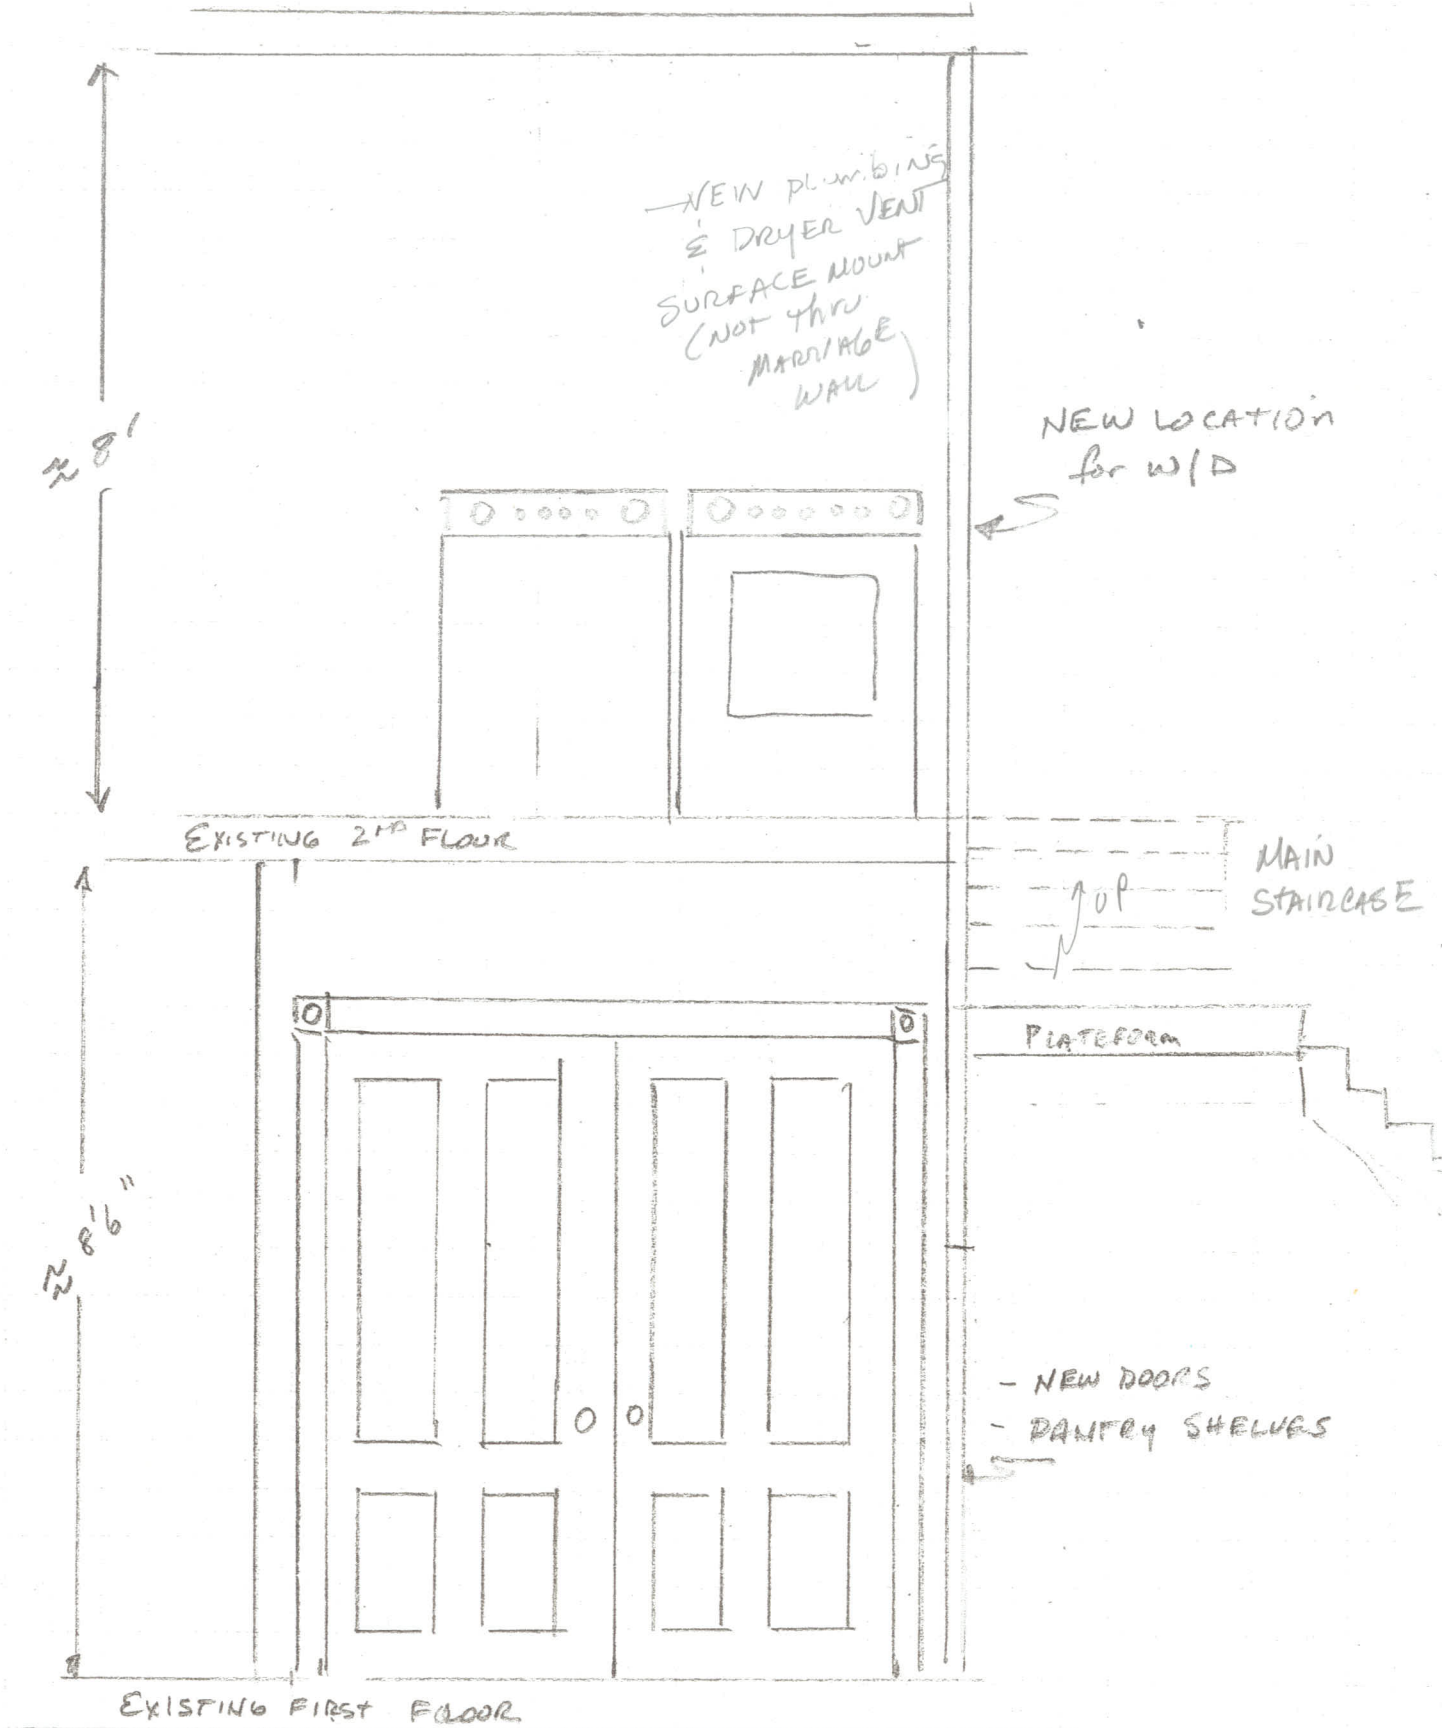 NEW plumbing
& DRYER VENT
SURFACE MOUNT
(NOT thru
MARRIAGE
WALL)
≈ 8'
NEW LOCATION
for W/D
EXISTING 2ND FLOOR
MAIN
STAIRCASE
UP
PLATEFORM
≈ 8'6"
- NEW DOORS
- PANTRY SHELVES
EXISTING FIRST FLOOR